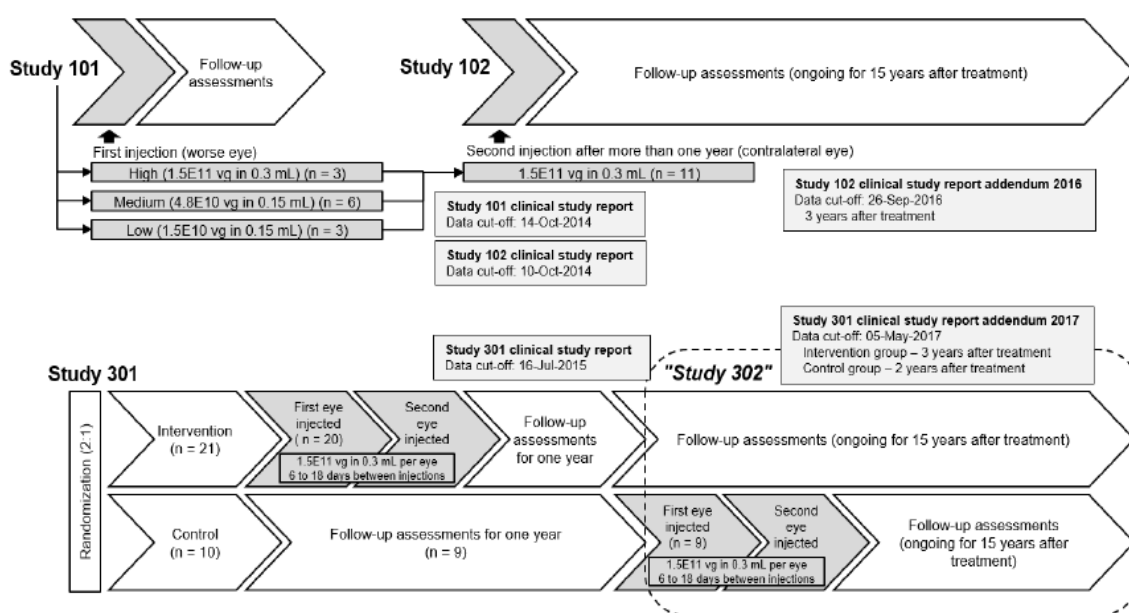 Study 101
Follow-up
assessments
Study 102
Follow-up assessments (ongoing for 15 years after treatment)
First injection (worse eye)
High (1.5E11 vg in 0.3 mL) (n = 3)
Medium (4.8E10 vg in 0.15 mL) (n = 6)
Low (1.5E10 vg in 0.15 mL) (n = 3)
Second injection after more than one year (contralateral eye)
1.5E11 vg in 0.3 mL (n = 11)
Study 101 clinical study report
Data cut-off: 14-Oct-2014
Study 102 clinical study report
Data cut-off: 10-Oct-2014
Study 102 clinical study report addendum 2016
Data cut-off: 26-Sep-2016
3 years after treatment
Study 301 clinical study report
Data cut-off: 16-Jul-2015
Study 301 clinical study report addendum 2017
Data cut-off: 05-May-2017
Intervention group – 3 years after treatment
Control group – 2 years after treatment
Study 301
"Study 302"
Randomization (2:1)
Intervention
(n = 21)
First eye
injected
( n = 20)
Second
eye
injected
1.5E11 vg in 0.3 mL per eye
6 to 18 days between injections
Follow-up
assessments
for one year
Follow-up assessments (ongoing for 15 years after treatment)
Control
(n = 10)
Follow-up assessments for one year
(n = 9)
First eye
injected
(n = 9)
Second
eye
injected
1.5E11 vg in 0.3 mL per eye
6 to 18 days between injections
Follow-up assessments
(ongoing for 15 years after
treatment)